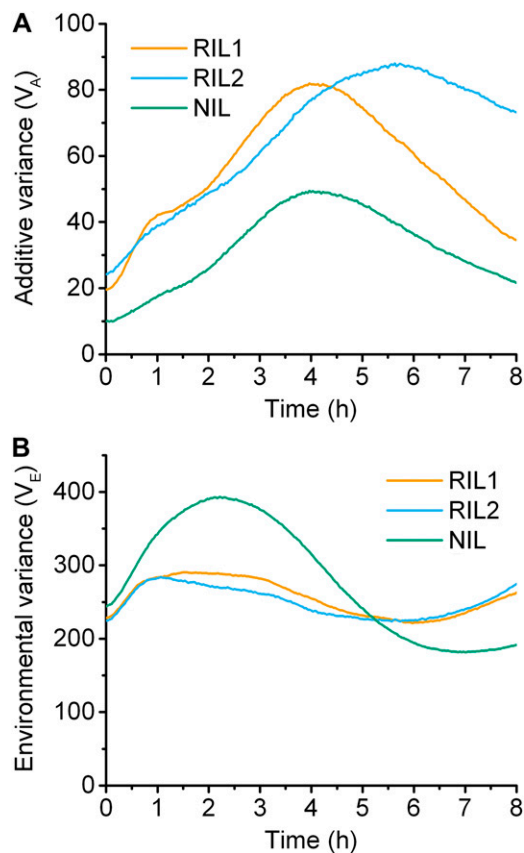 A
Additive variance (V_A)
100
80
60
40
20
0
RIL1
RIL2
NIL
0 1 2 3 4 5 6 7 8
Time (h)
B
Environmental variance (V_E)
400
300
200
100
0
RIL1
RIL2
NIL
0 1 2 3 4 5 6 7 8
Time (h)